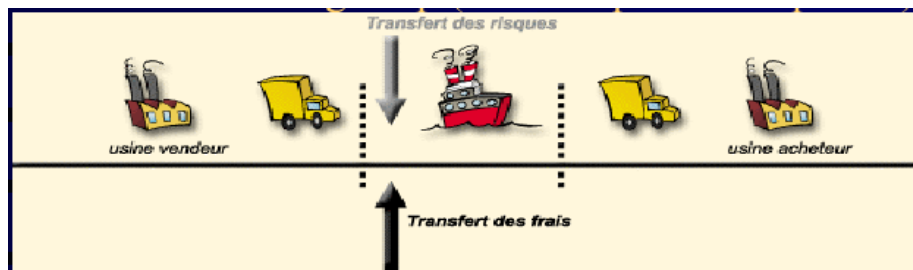 Transfert des risques
usine vendeur
usine acheteur
Transfert des frais